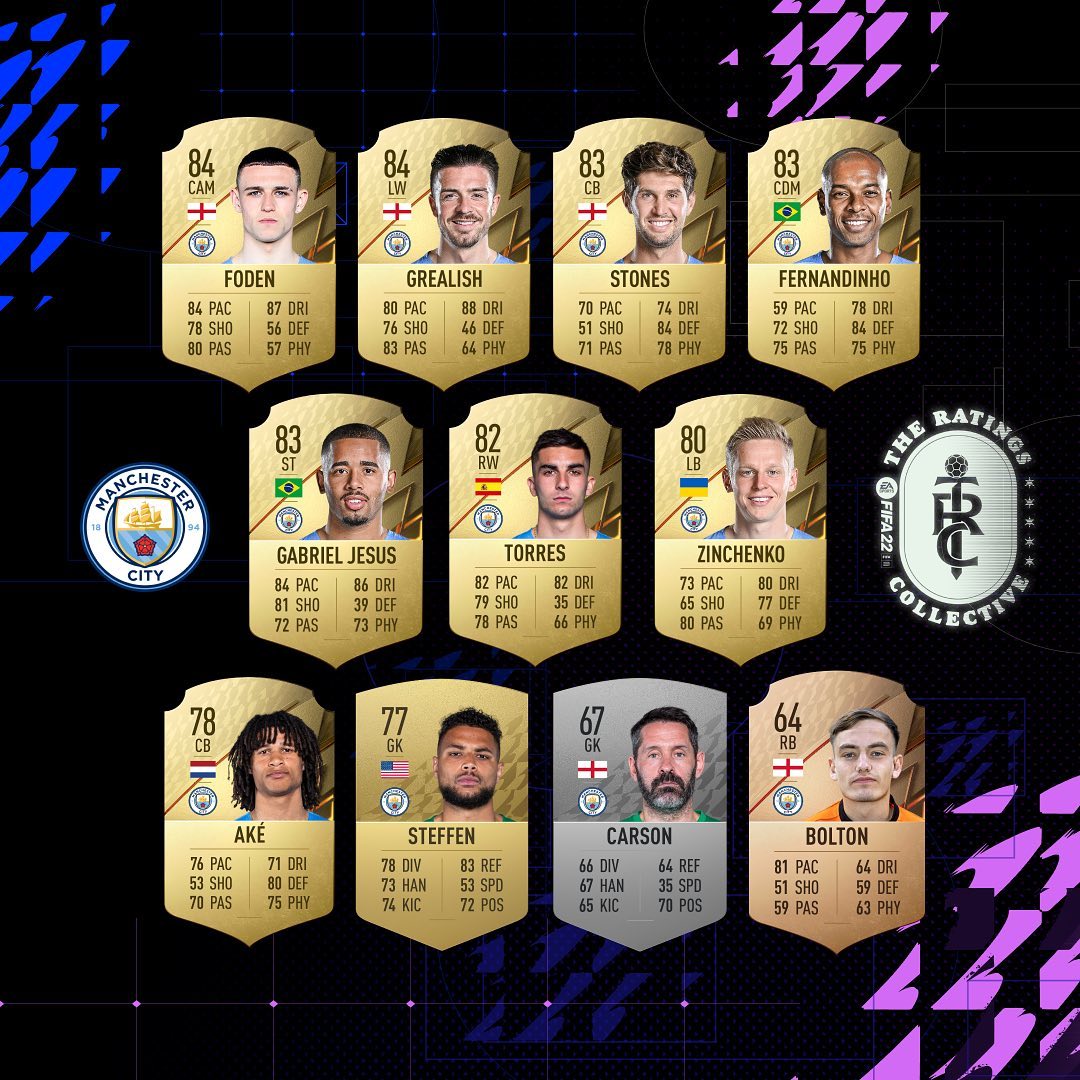 84
CAM
FODEN
84 PAC 87 DRI
78 SHO 56 DEF
80 PAS 57 PHY
84
LW
GREALISH
80 PAC 88 DRI
76 SHO 46 DEF
83 PAS 64 PHY
83
CB
STONES
70 PAC 74 DRI
51 SHO 84 DEF
71 PAS 78 PHY
83
CDM
FERNANDINHO
59 PAC 78 DRI
72 SHO 84 DEF
75 PAS 75 PHY
MANCHESTER
18 94
CITY
83
ST
GABRIEL JESUS
84 PAC 86 DRI
81 SHO 39 DEF
72 PAS 73 PHY
82
RW
TORRES
82 PAC 82 DRI
79 SHO 35 DEF
78 PAS 66 PHY
80
LB
ZINCHENKO
73 PAC 80 DRI
65 SHO 77 DEF
80 PAS 69 PHY
THE RATINGS
COLLECTIVE
EA SPORTS
FIFA 22
TRC
78
CB
AKÉ
76 PAC 71 DRI
53 SHO 80 DEF
70 PAS 75 PHY
77
GK
STEFFEN
78 DIV 83 REF
73 HAN 53 SPD
74 KIC 72 POS
67
GK
CARSON
66 DIV 64 REF
67 HAN 35 SPD
65 KIC 70 POS
64
RB
BOLTON
81 PAC 64 DRI
51 SHO 59 DEF
59 PAS 63 PHY